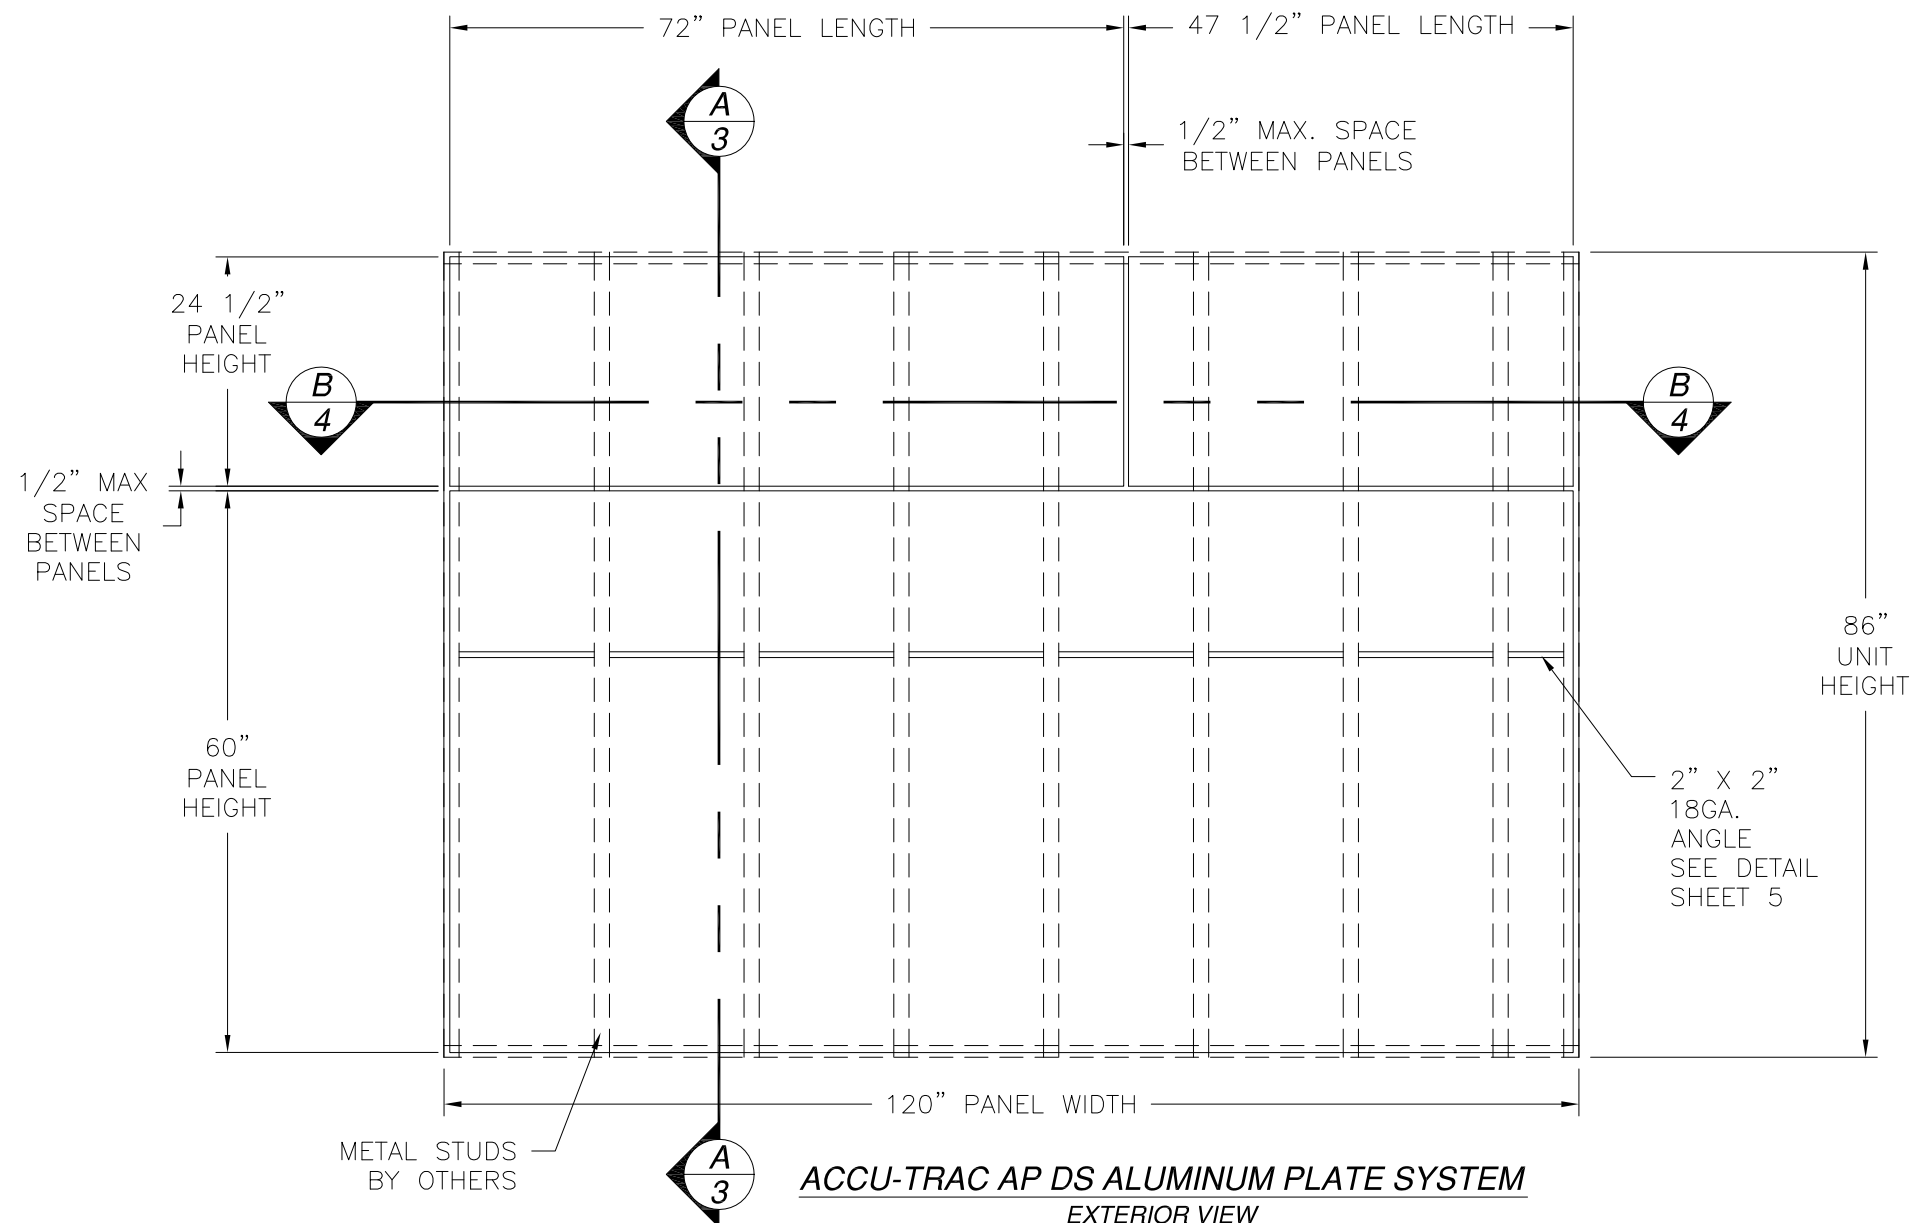 72” PANEL LENGTH
47 1/2” PANEL LENGTH
A
3
1/2” MAX. SPACE
BETWEEN PANELS
24 1/2”
PANEL
HEIGHT
B
4
B
4
1/2” MAX
SPACE
BETWEEN
PANELS
86”
UNIT
HEIGHT
60”
PANEL
HEIGHT
2” X 2”
18GA.
ANGLE
SEE DETAIL
SHEET 5
120” PANEL WIDTH
METAL STUDS
BY OTHERS
A
3
ACCU-TRAC AP DS ALUMINUM PLATE SYSTEM
EXTERIOR VIEW